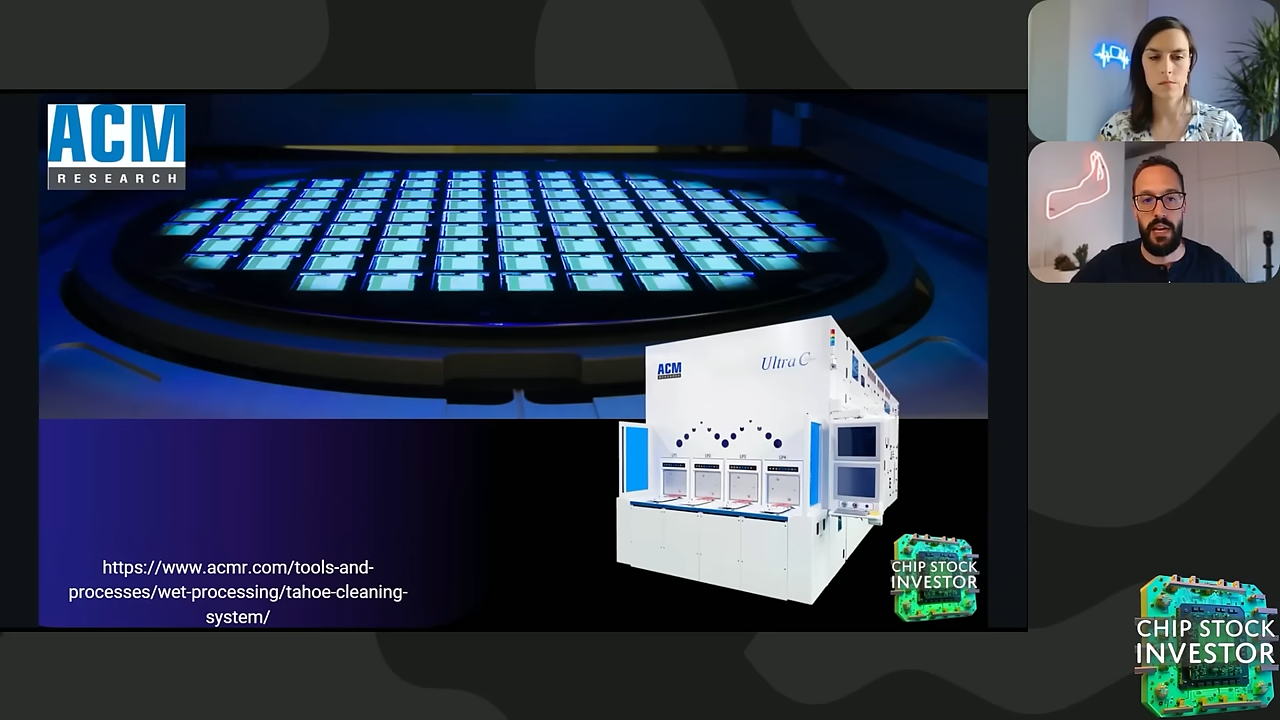 ACM
RESEARCH
ACM
Ultra C
https://www.acmr.com/tools-and-
processes/wet-processing/tahoe-cleaning-
system/
CHIP STOCK
INVESTOR
CHIP STOCK
INVESTOR